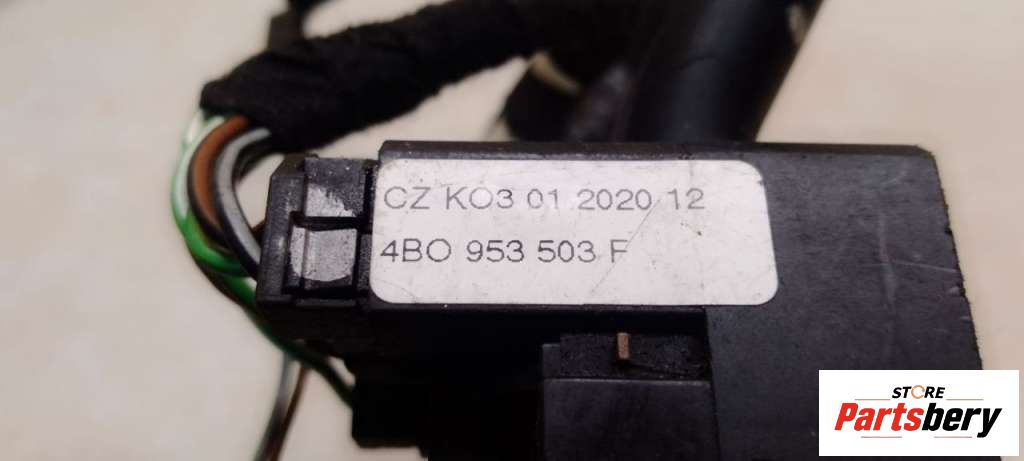 CZ KO3 01 2020 12
4BO 953 503 F
STORE
Partsbery